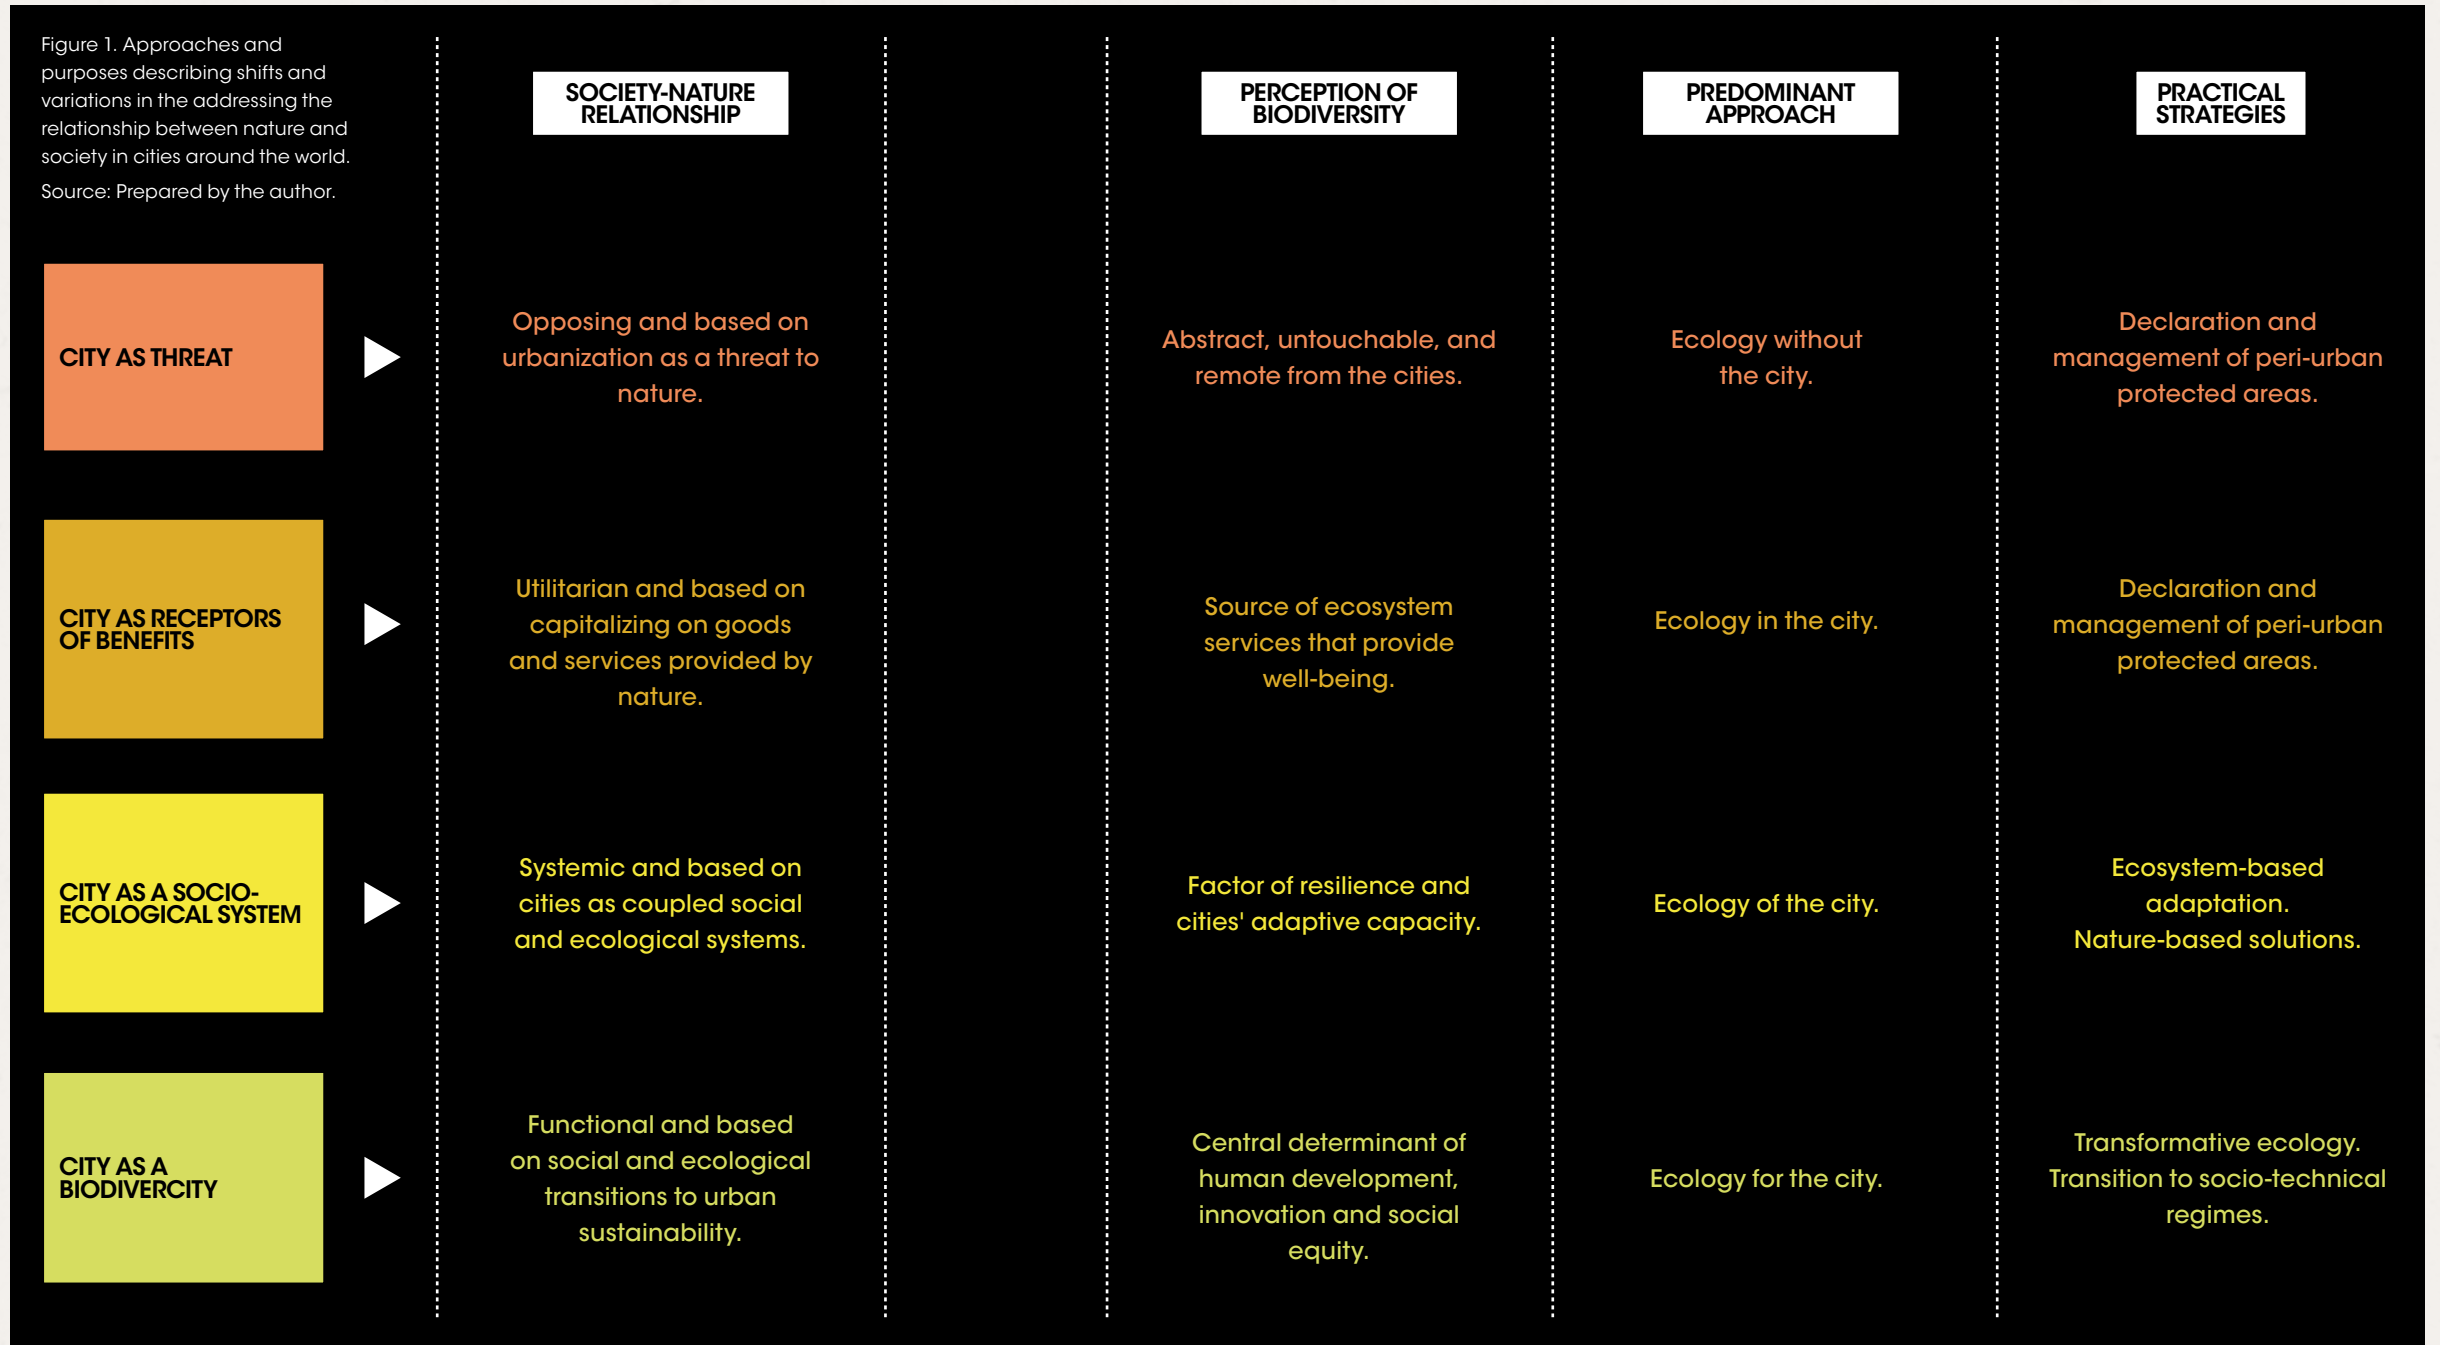 Figure 1. Approaches and
purposes describing shifts and
variations in the addressing the
relationship between nature and
society in cities around the world.
Source: Prepared by the author.
SOCIETY-NATURE
RELATIONSHIP
PERCEPTION OF
BIODIVERSITY
PREDOMINANT
APPROACH
PRACTICAL
STRATEGIES
CITY AS THREAT
Opposing and based on
urbanization as a threat to
nature.
Abstract, untouchable, and
remote from the cities.
Ecology without
the city.
Declaration and
management of peri-urban
protected areas.
CITY AS RECEPTORS
OF BENEFITS
Utilitarian and based on
capitalizing on goods
and services provided by
nature.
Source of ecosystem
services that provide
well-being.
Ecology in the city.
Declaration and
management of peri-urban
protected areas.
CITY AS A SOCIO-
ECOLOGICAL SYSTEM
Systemic and based on
cities as coupled social
and ecological systems.
Factor of resilience and
cities' adaptive capacity.
Ecology of the city.
Ecosystem-based
adaptation.
Nature-based solutions.
CITY AS A
BIODIVERCITY
Functional and based
on social and ecological
transitions to urban
sustainability.
Central determinant of
human development,
innovation and social
equity.
Ecology for the city.
Transformative ecology.
Transition to socio-technical
regimes.